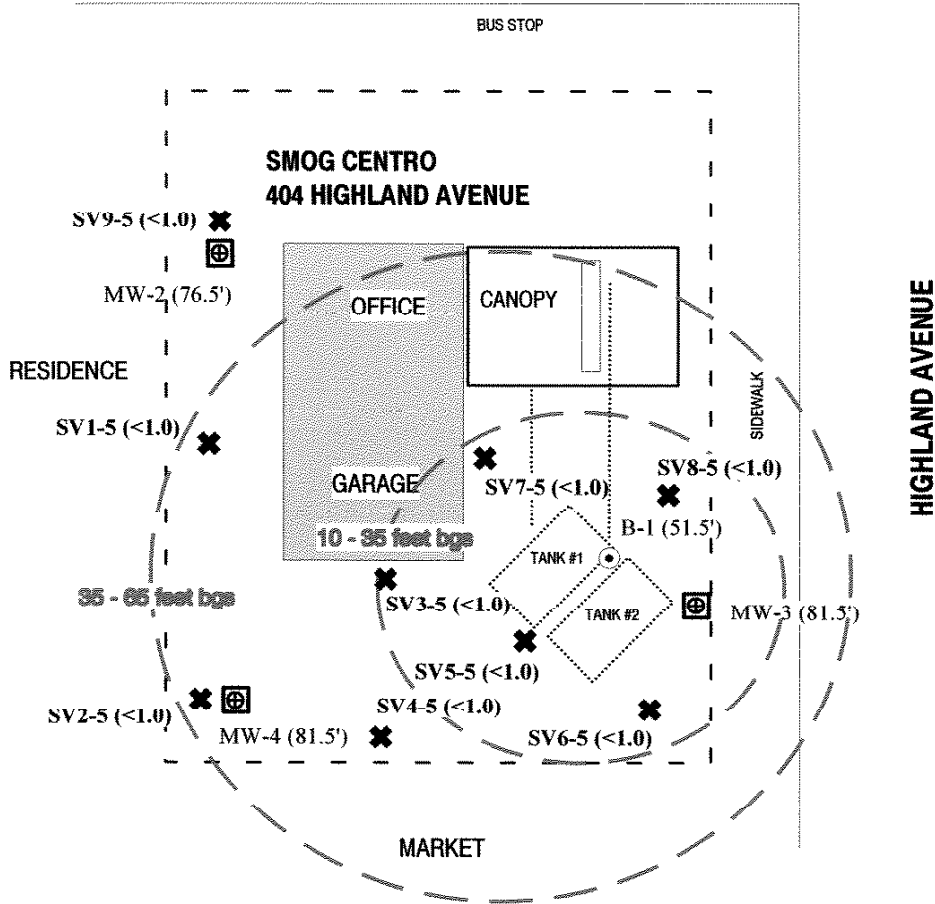 BUS STOP
SMOG CENTRO
404 HIGHLAND AVENUE
SV9-5 (<1.0)
MW-2 (76.5')
OFFICE
CANOPY
RESIDENCE
SIDEWALK
HIGHLAND AVENUE
SV1-5 (<1.0)
GARAGE
SV7-5 (<1.0)
SV8-5 (<1.0)
B-1 (51.5')
10 - 35 feet bgs
TANK #1
35 - 65 feet bgs
SV3-5 (<1.0)
TANK #2
MW-3 (81.5')
SV5-5 (<1.0)
SV2-5 (<1.0)
MW-4 (81.5')
SV4-5 (<1.0)
SV6-5 (<1.0)
MARKET